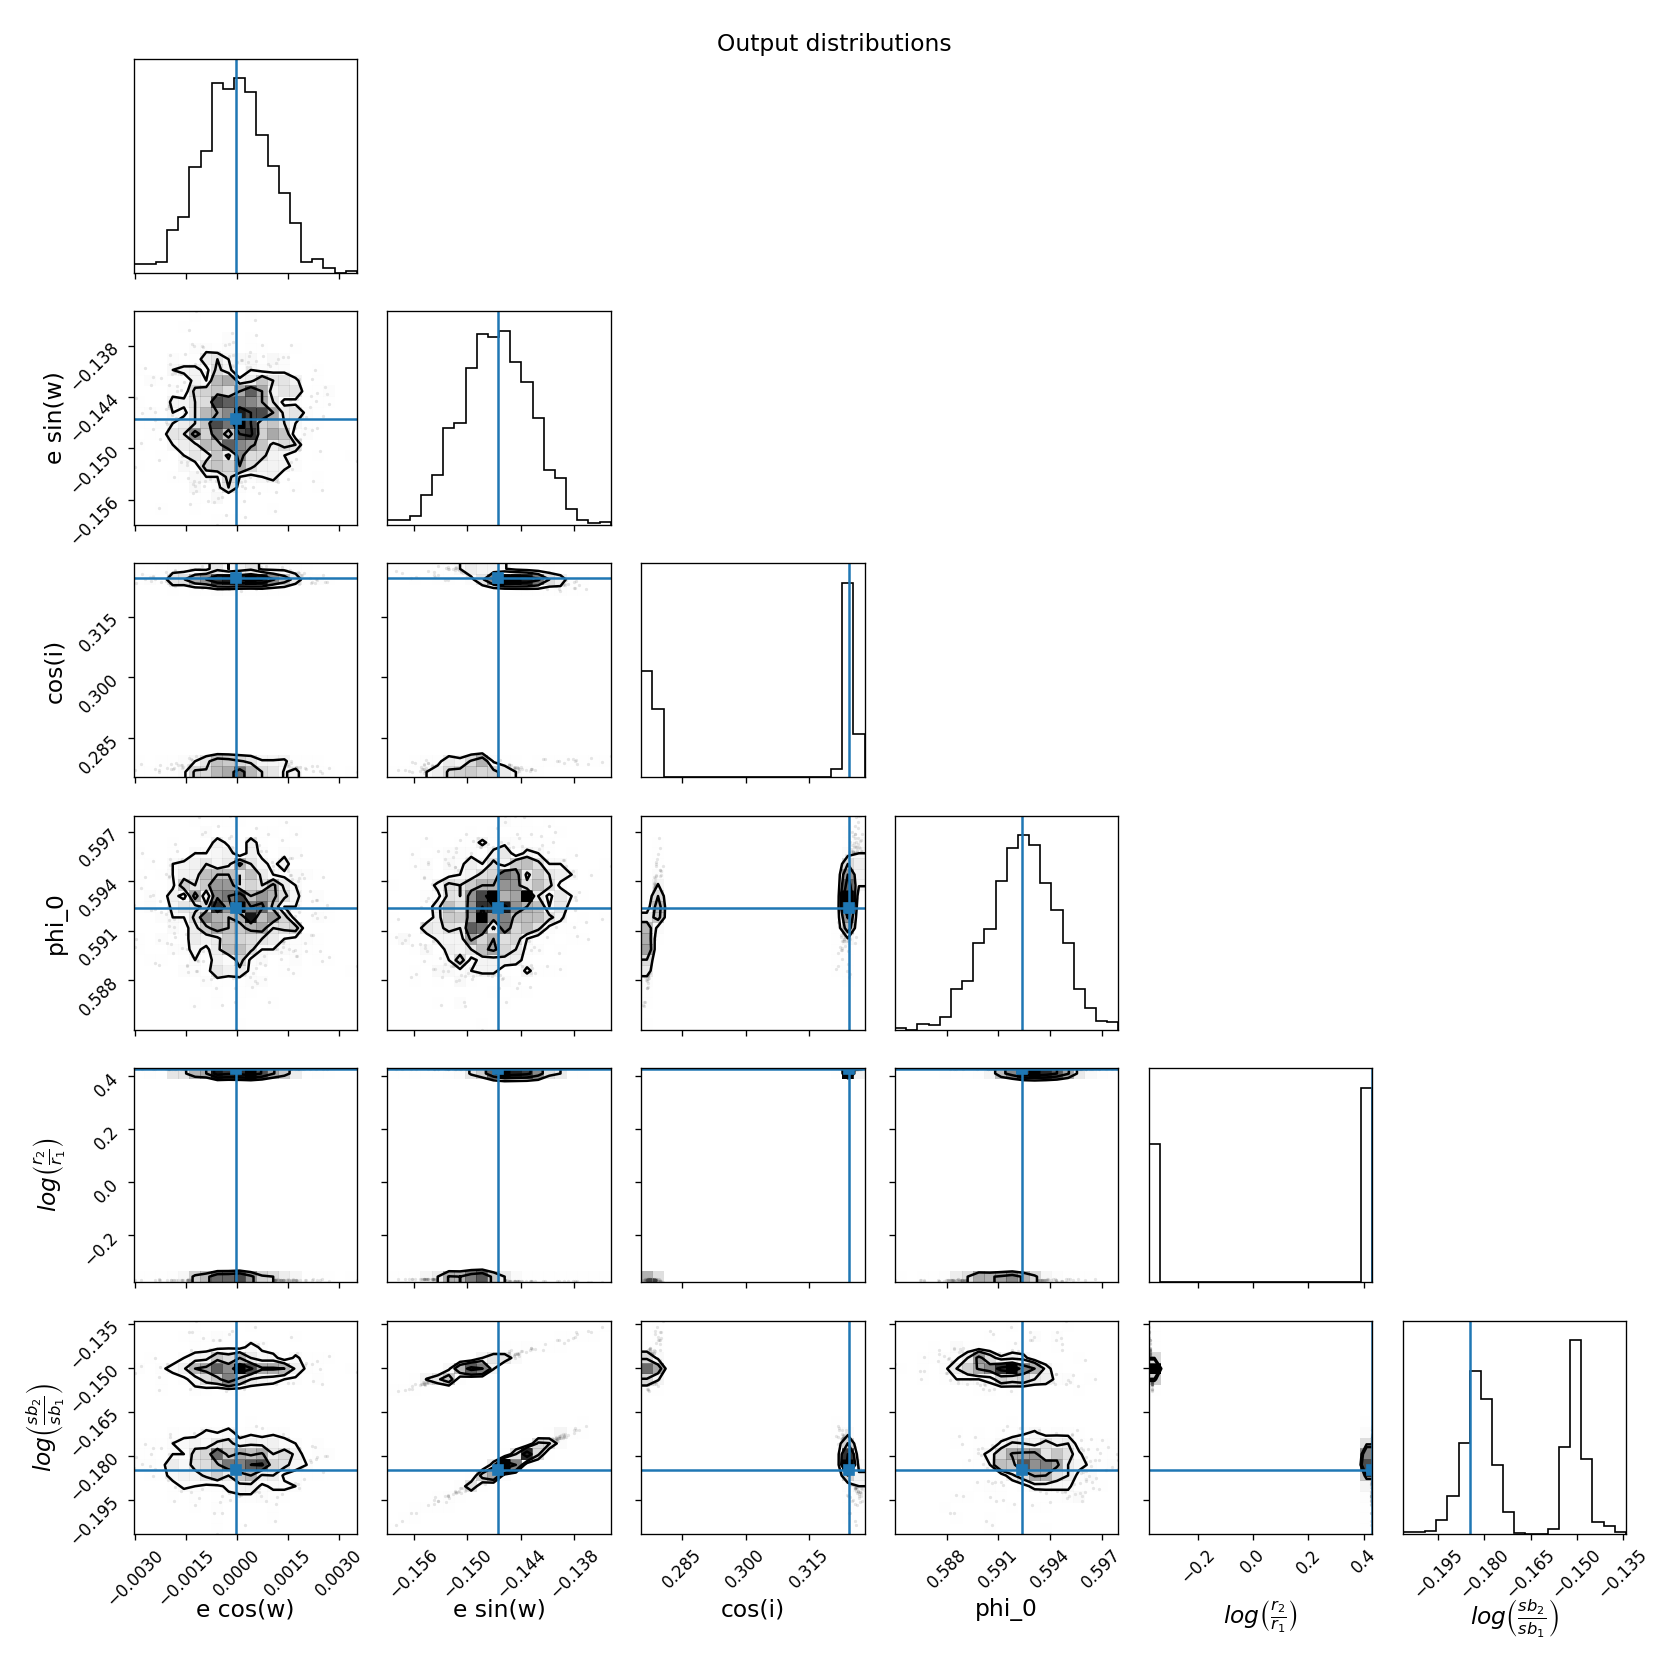 Output distributions
−0.138
−0.144
−0.150
−0.156
e sin(w)
0.315
0.300
0.285
cos(i)
0.597
0.594
0.591
0.588
phi_0
0.4
0.2
0.0
−0.2
log(r2/r1)
−0.135
−0.150
−0.165
−0.180
−0.195
log(sb2/sb1)
−0.0030 −0.0015 0.0000 0.0015 0.0030
e cos(w)
−0.156 −0.150 −0.144 −0.138
e sin(w)
0.285 0.300 0.315
cos(i)
0.588 0.591 0.594 0.597
phi_0
−0.2 0.0 0.2 0.4
log(r2/r1)
−0.195 −0.180 −0.165 −0.150 −0.135
log(sb2/sb1)